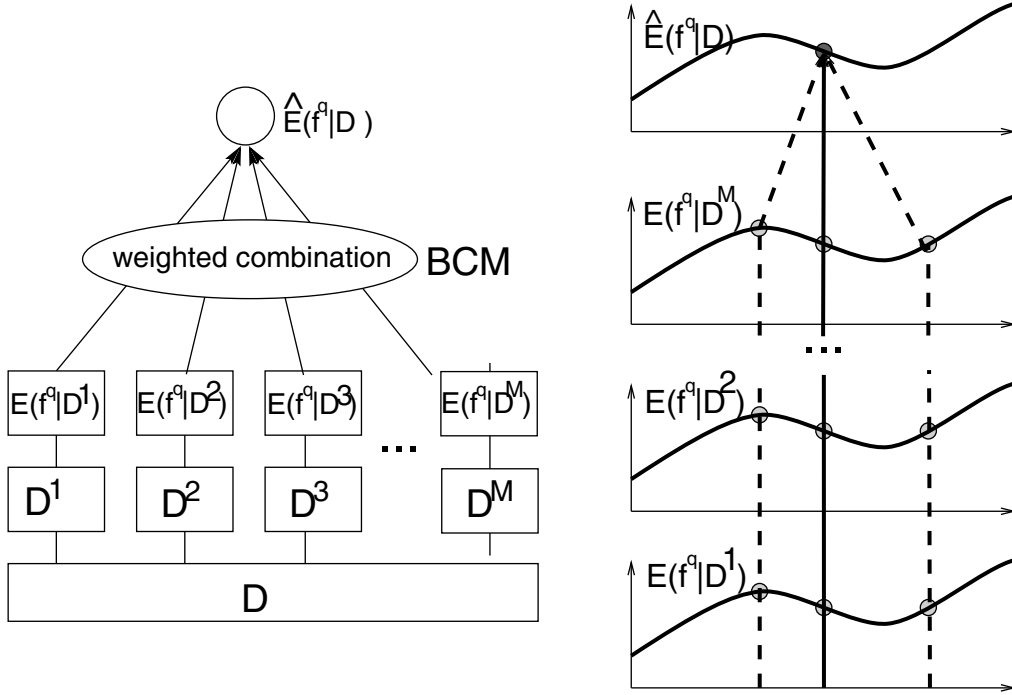 Ê(f^q|D)
weighted combination
BCM
E(f^q|D^1)
E(f^q|D^2)
E(f^q|D^3)
...
E(f^q|D^M)
D^1
D^2
D^3
D^M
D
Ê(f^q|D)
E(f^q|D^M)
...
E(f^q|D^2)
E(f^q|D^1)